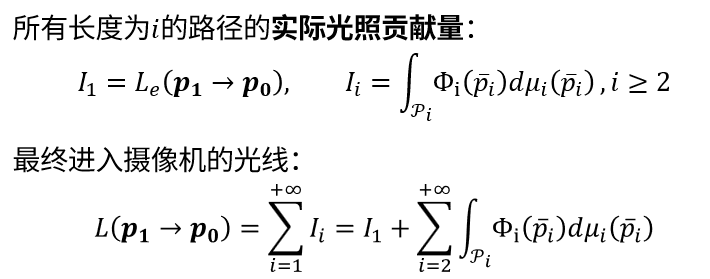 所有长度为i的路径的实际光照贡献量：
I₁ = Lₑ(p₁ → p₀),  Iᵢ = ∫_𝒫ᵢ Φᵢ(p̄ᵢ)dμᵢ(p̄ᵢ), i ≥ 2
最终进入摄像机的光线：
L(p₁ → p₀) = ∑_{i=1}^{+∞} Iᵢ = I₁ + ∑_{i=2}^{+∞} ∫_𝒫ᵢ Φᵢ(p̄ᵢ)dμᵢ(p̄ᵢ)